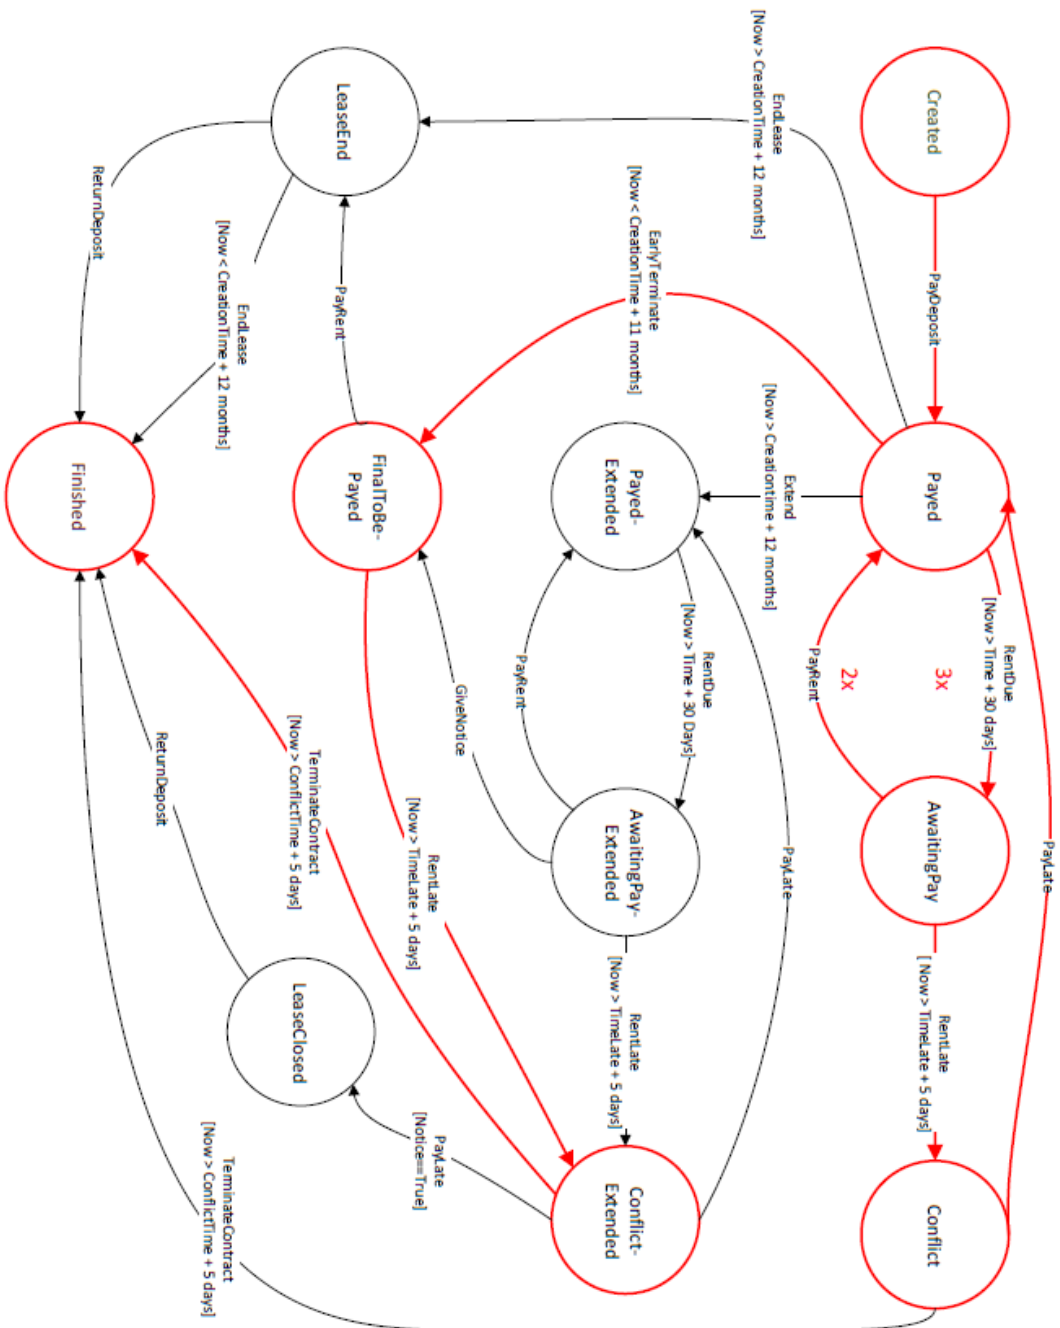 Created
PayDeposit
Payed
RentDue
[Now > Time + 30 days]
3x
2x
PayRent
AwaitingPay
RentLate
[ Now > TimeLate + 5 days]
Conflict
PayLate
EndLease
[Now > CreationTime + 12 months]
EarlyTerminate
[Now < CreationTime + 11 months]
Extend
[Now > Creationtime + 12 months]
Payed-
Extended
RentDue
[Now > Time + 30 Days]
PayRent
AwaitingPay-
Extended
RentLate
[Now > TimeLate + 5 days]
Conflict-
Extended
PayLate
GiveNotice
LeaseEnd
PayRent
FinalToBe-
Payed
RentLate
[Now > TimeLate + 5 days]
TerminateContract
[Now > ConflictTime + 5 days]
PayLate
[Notice==True]
LeaseClosed
ReturnDeposit
EndLease
[Now < CreationTime + 12 months]
ReturnDeposit
Finished
TerminateContract
[Now > ConflictTime + 5 days]